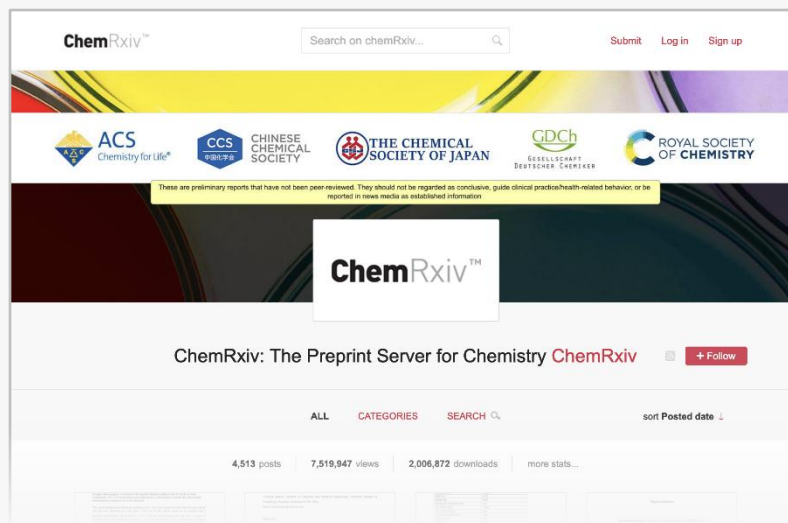 ChemRxiv™
Search on chemRxiv...
Submit Log in Sign up
ACS
Chemistry for Life®
A C S
CCS
中国化学会
CHINESE
CHEMICAL
SOCIETY
THE CHEMICAL
SOCIETY OF JAPAN
GDCh
GESELLSCHAFT
DEUTSCHER CHEMIKER
ROYAL SOCIETY
OF CHEMISTRY
These are preliminary reports that have not been peer-reviewed. They should not be regarded as conclusive, guide clinical practice/health-related behavior, or be
reported in news media as established information
ChemRxiv™
ChemRxiv: The Preprint Server for Chemistry ChemRxiv
+ Follow
ALL CATEGORIES SEARCH
sort Posted date ↓
4,513 posts 7,519,947 views 2,006,872 downloads more stats...